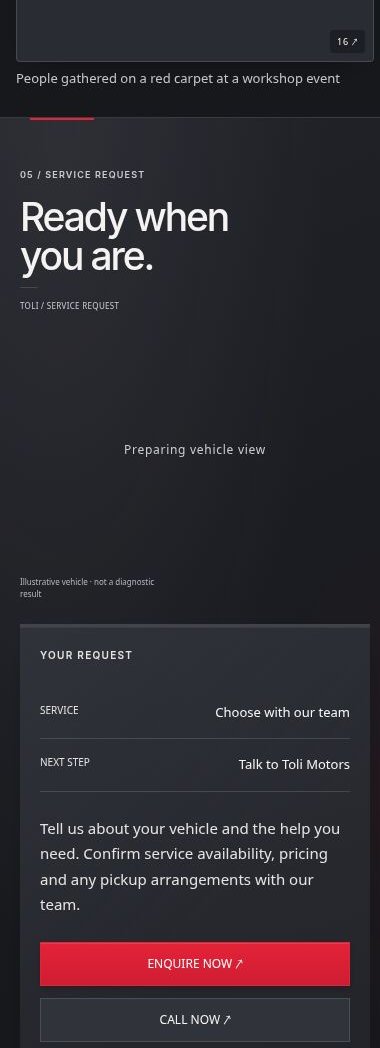 16 ↗
People gathered on a red carpet at a workshop event
05 / SERVICE REQUEST
Ready when
you are.
TOLI / SERVICE REQUEST
Preparing vehicle view
Illustrative vehicle · not a diagnostic
result
YOUR REQUEST
SERVICE Choose with our team
NEXT STEP Talk to Toli Motors
Tell us about your vehicle and the help you
need. Confirm service availability, pricing
and any pickup arrangements with our
team.
ENQUIRE NOW ↗
CALL NOW ↗